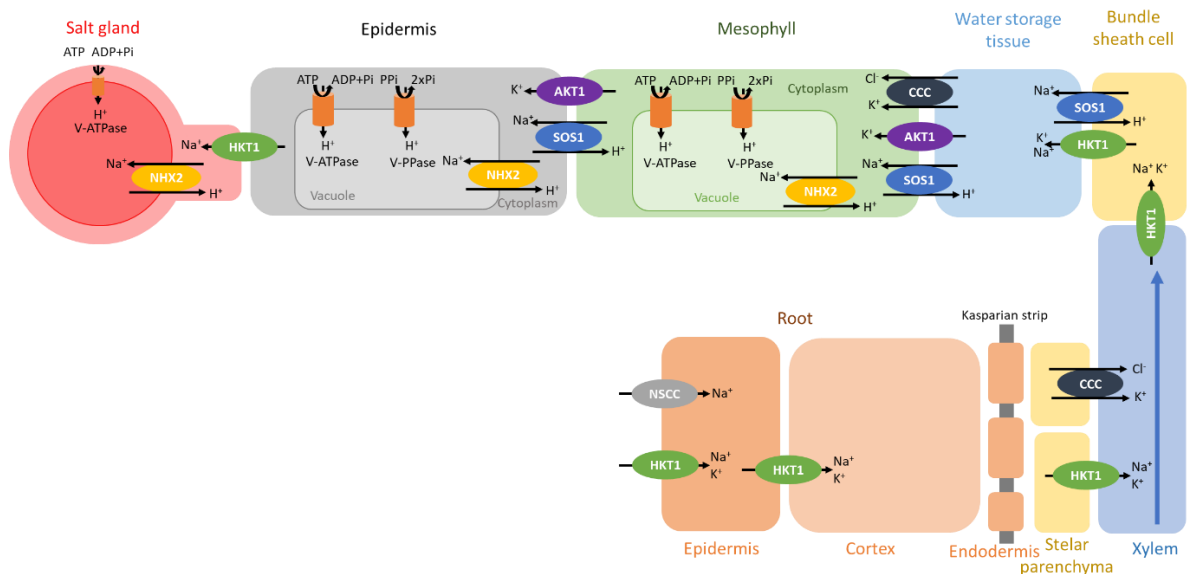 Salt gland
ATP ADP+Pi
H⁺
V-ATPase
Na⁺
NHX2
H⁺
Na⁺
HKT1
Epidermis
ATP ADP+Pi PPi 2xPi
H⁺
V-ATPase
H⁺
V-PPase
Vacuole
Na⁺
NHX2
H⁺
Cytoplasm
K⁺
AKT1
Na⁺
SOS1
H⁺
Mesophyll
ATP ADP+Pi PPi 2xPi
Cytoplasm
H⁺
V-ATPase
H⁺
V-PPase
Vacuole
Na⁺
NHX2
H⁺
Cl⁻
CCC
K⁺
K⁺
AKT1
Na⁺
SOS1
H⁺
Water storage
tissue
Na⁺
SOS1
H⁺
K⁺
HKT1
Na⁺
Bundle
sheath cell
Na⁺ K⁺
HKT1
Root
Kasparian strip
NSCC
Na⁺
HKT1
Na⁺
K⁺
HKT1
Na⁺
K⁺
CCC
Cl⁻
K⁺
HKT1
Na⁺
K⁺
Epidermis
Cortex
Endodermis
Stelar
parenchyma
Xylem